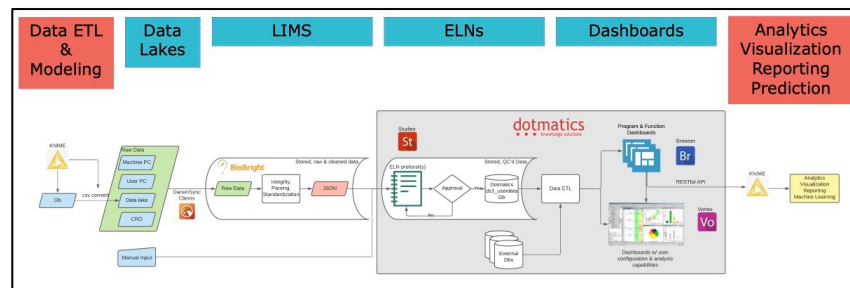 Data ETL
&
Modeling
Data
Lakes
LIMS
ELNs
Dashboards
Analytics
Visualization
Reporting
Prediction
KNIME
Db
csv convert
Raw Data
Machine PC
User PC
Data lake
CRO
Manual Input
DarwinSync
Clients
BioBright
Stored, raw & cleaned data
Raw Data
Integrity,
Parsing,
Standardization
JSON
Studies
St
dotmatics
knowledge solutions
ELN protocol(s)
Stored, QC'd Data
Approval
Yes
No
Dotmatics
ds3_userdata
Db
External
Dbs
Data ETL
Program & Function
Dashboards
Browser
Br
RESTful API
Vortex
Vo
Dashboards w/ user
configuration & analysis
capabilities
KNIME
Analytics
Visualization
Reporting
Machine Learning